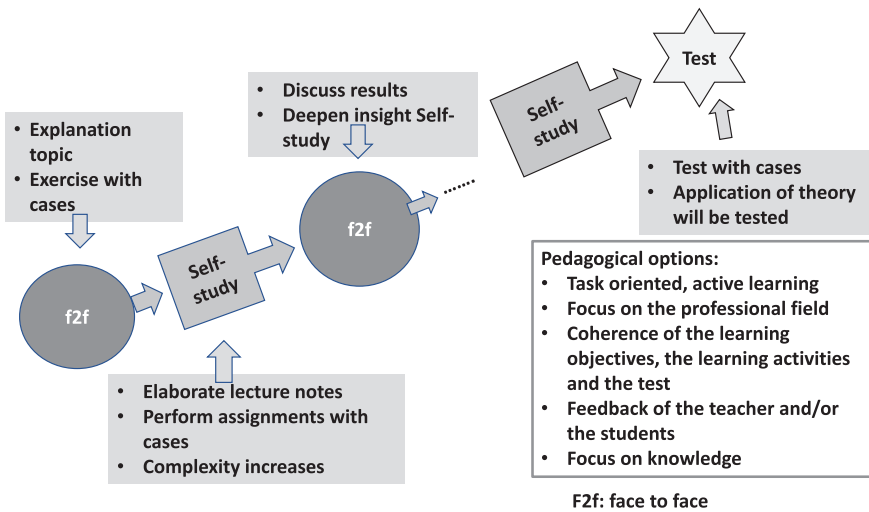 • Explanation
topic
• Exercise with
cases
f2f
Self-
study
• Elaborate lecture notes
• Perform assignments with
cases
• Complexity increases
• Discuss results
• Deepen insight Self-
study
f2f
Self-
study
Test
• Test with cases
• Application of theory
will be tested
Pedagogical options:
• Task oriented, active learning
• Focus on the professional field
• Coherence of the learning
objectives, the learning activities
and the test
• Feedback of the teacher and/or
the students
• Focus on knowledge
F2f: face to face